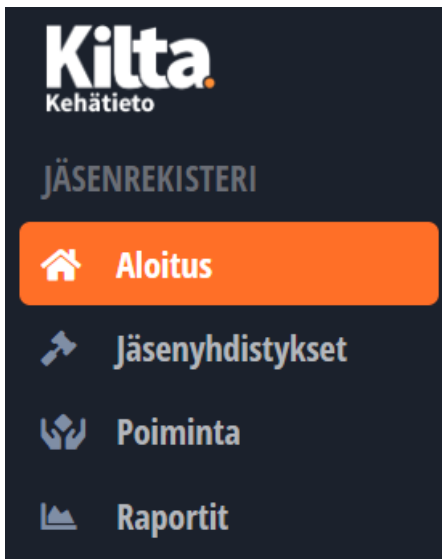 Kilta.
Kehätieto
JÄSENREKISTERI
Aloitus
Jäsenyhdistykset
Poiminta
Raportit